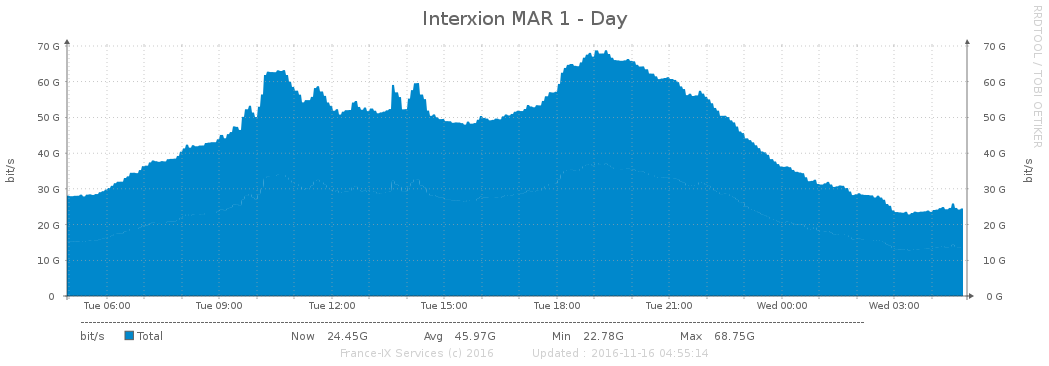 Interxion MAR 1 - Day
RRDTOOL / TOBI OETIKER
70 G 70 G
60 G 60 G
50 G 50 G
40 G 40 G
30 G 30 G
20 G 20 G
10 G 10 G
0 0 G
bit/s bit/s
Tue 06:00 Tue 09:00 Tue 12:00 Tue 15:00 Tue 18:00 Tue 21:00 Wed 00:00 Wed 03:00
bit/s Total Now 24.45G Avg 45.97G Min 22.78G Max 68.75G
France-IX Services (c) 2016 Updated : 2016-11-16 04:55:14